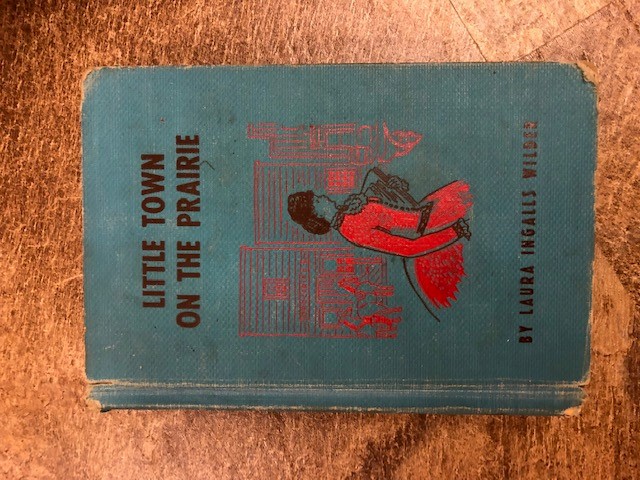 LITTLE TOWN
ON THE PRAIRIE
BY LAURA INGALLS WILDER